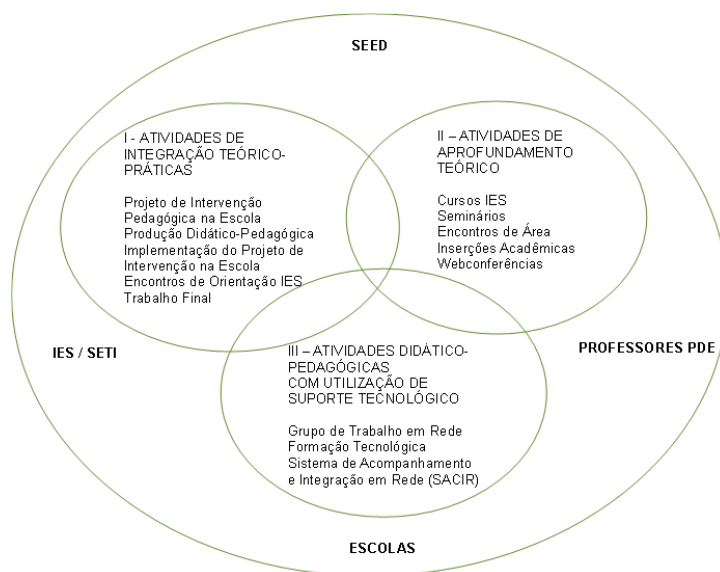 SEED
I - ATIVIDADES DE
INTEGRAÇÃO TEÓRICO-
PRÁTICAS
Projeto de Intervenção
Pedagógica na Escola
Produção Didático-Pedagógica
Implementação do Projeto de
Intervenção na Escola
Encontros de Orientação IES
Trabalho Final
II – ATIVIDADES DE
APROFUNDAMENTO
TEÓRICO
Cursos IES
Seminários
Encontros de Área
Inserções Acadêmicas
Webconferências
IES / SETI
PROFESSORES PDE
III – ATIVIDADES DIDÁTICO-
PEDAGÓGICAS
COM UTILIZAÇÃO DE
SUPORTE TECNOLÓGICO
Grupo de Trabalho em Rede
Formação Tecnológica
Sistema de Acompanhamento
e Integração em Rede (SACIR)
ESCOLAS